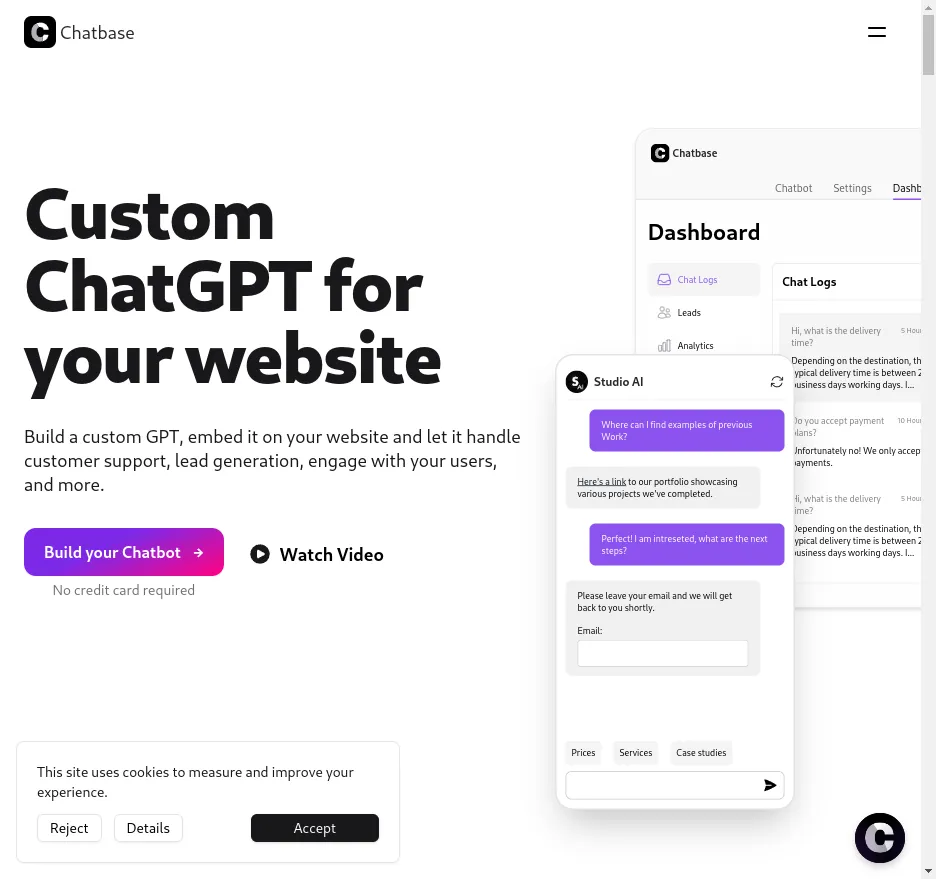 Chatbase
Custom
ChatGPT for
your website
Build a custom GPT, embed it on your website and let it handle
customer support, lead generation, engage with your users,
and more.
Build your Chatbot
Watch Video
No credit card required
Chatbase
Chatbot
Settings
Dashb
Dashboard
Chat Logs
Leads
Analytics
Chat Logs
Hi, what is the delivery
time?
5 Hou
Depending on the destination, th
typical delivery time is between 2
business days working days. I...
Do you accept payment
plans?
10 Hou
Unfortunately no! We only accep
payments.
Hi, what is the delivery
time?
5 Hou
Depending on the destination, th
typical delivery time is between 2
business days working days. I...
Studio AI
Where can I find examples of previous
Work?
Here's a link to our portfolio showcasing
various projects we've completed.
Perfect! I am intreseted, what are the next
steps?
Please leave your email and we will get
back to you shortly.
Email:
Prices
Services
Case studies
This site uses cookies to measure and improve your
experience.
Reject
Details
Accept